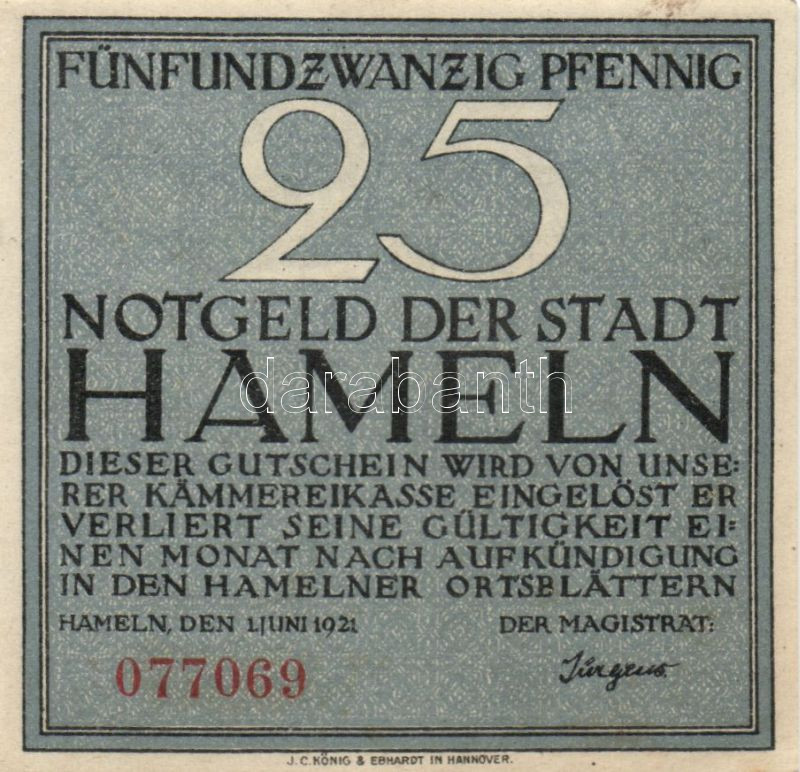 FÜNFUNDZWANZIG PFENNIG
25
NOTGELD DER STADT
HAMELN
darabanth
DIESER GUTSCHEIN WIRD VON UNSE:
RER KÄMMEREIKASSE EINGELÖST ER
VERLIERT SEINE GÜLTIGKEIT EI:
NEN MONAT NACH AUFKÜNDIGUNG
IN DEN HAMELNER ORTSBLÄTTERN
HAMELN, DEN 1.JUNI 1921 DER MAGISTRAT:
077069 Jürgens
J.C.KÖNIG & EBHARDT IN HANNOVER.